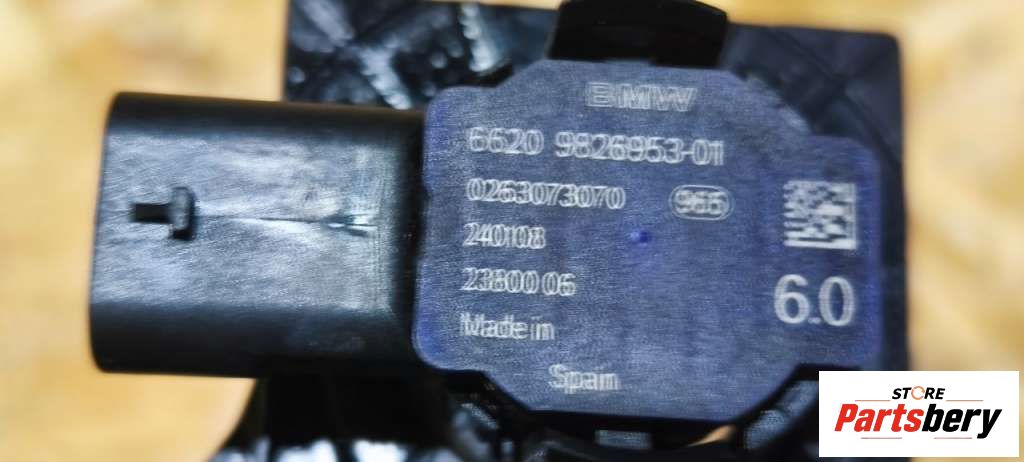 BMW
6620 9826953-01
0263073070 965
240108
23800 06
6.0
Made in
Spain
STORE
Partsbery